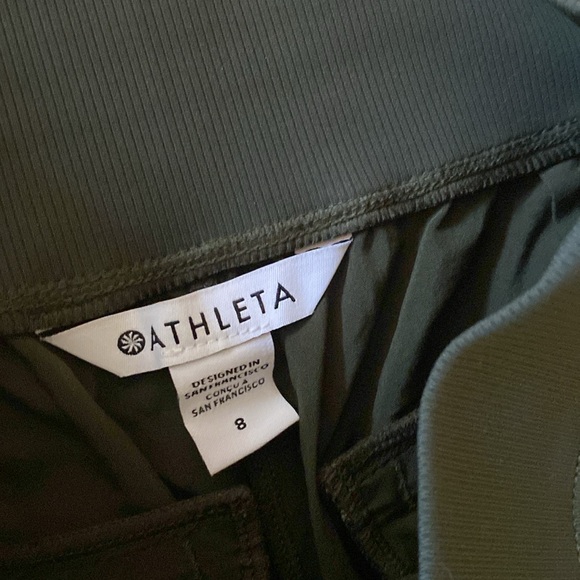 ATHLETA
DESIGNED IN
SAN FRANCISCO
CONÇU À
SAN FRANCISCO
8